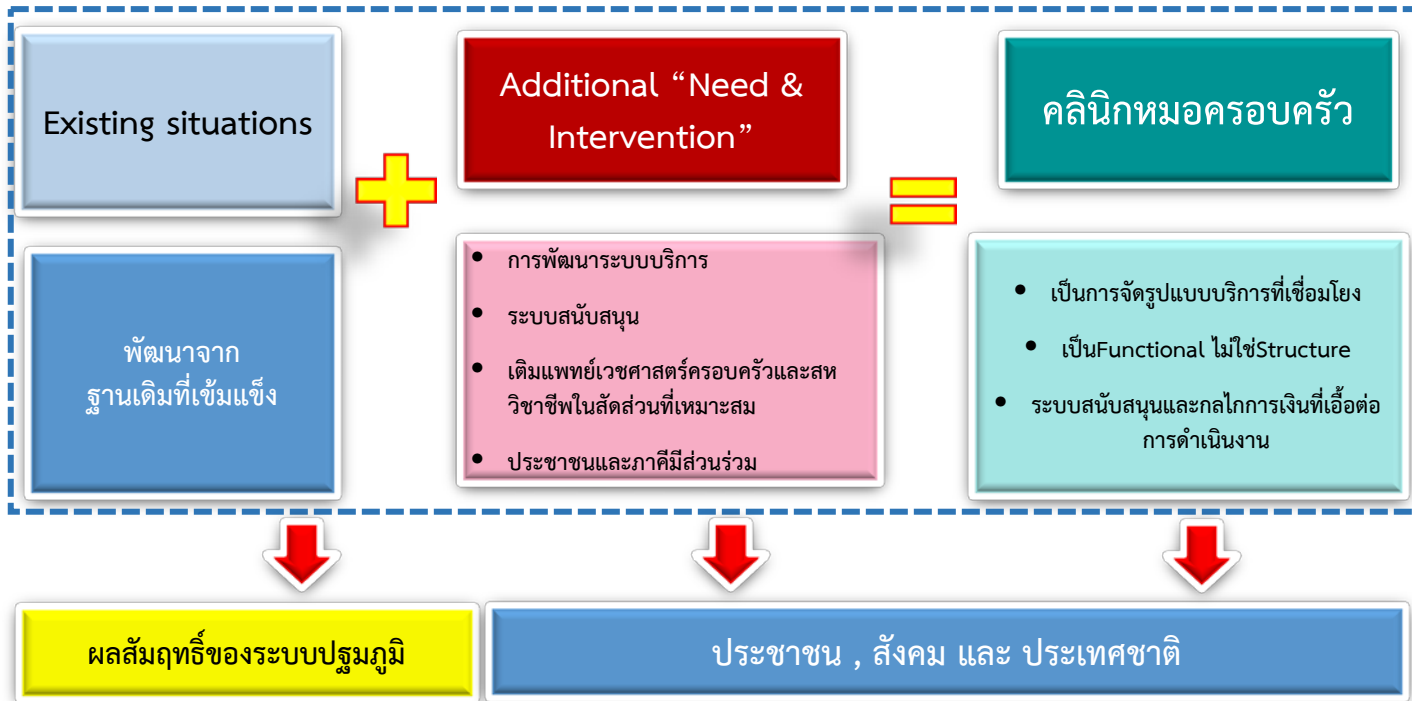 Existing situations
Additional “Need &
Intervention”
คลินิกหมอครอบครัว
พัฒนาจาก
ฐานเดิมที่เข้มแข็ง
• การพัฒนาระบบบริการ
• ระบบสนับสนุน
• เติมแพทย์เวชศาสตร์ครอบครัวและสห
วิชาชีพในสัดส่วนที่เหมาะสม
• ประชาชนและภาคีมีส่วนร่วม
• เป็นการจัดรูปแบบบริการที่เชื่อมโยง
• เป็นFunctional ไม่ใช่Structure
• ระบบสนับสนุนและกลไกการเงินที่เอื้อต่อ
การดำเนินงาน
ผลสัมฤทธิ์ของระบบปฐมภูมิ
ประชาชน , สังคม และ ประเทศชาติ